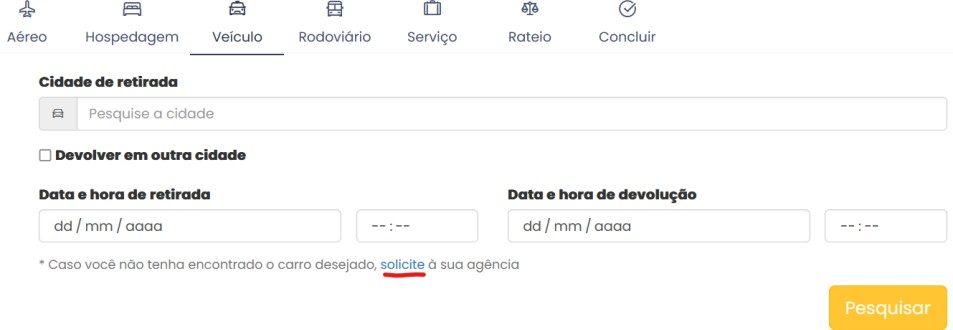 Aéreo Hospedagem Veículo Rodoviário Serviço Rateio Concluir
Cidade de retirada
Pesquise a cidade
Devolver em outra cidade
Data e hora de retirada Data e hora de devolução
dd / mm / aaaa -- : -- dd / mm / aaaa -- : --
* Caso você não tenha encontrado o carro desejado, solicite à sua agência
Pesquisar